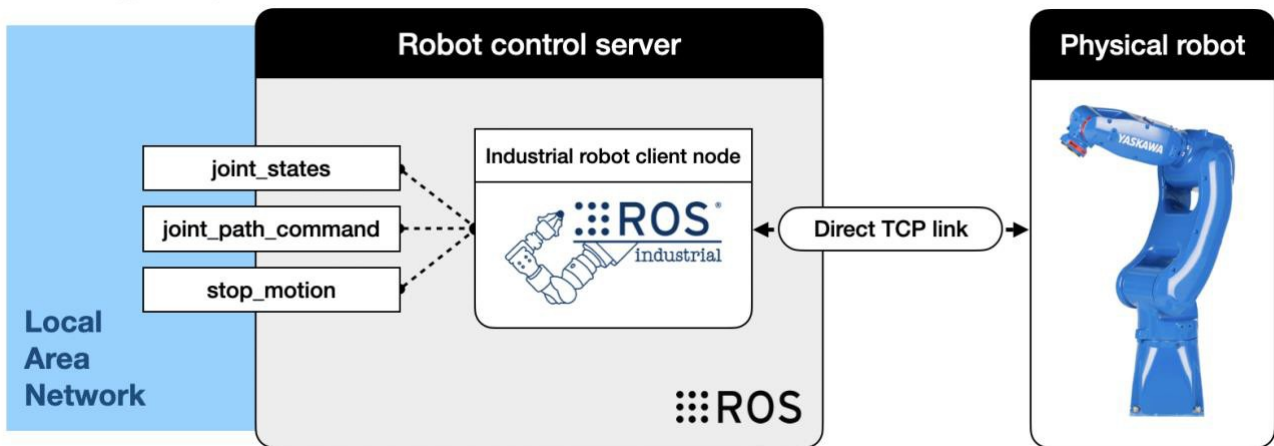 Robot control server
Physical robot
joint_states
joint_path_command
stop_motion
Industrial robot client node
ROS®
industrial
Direct TCP link
YASKAWA
Local
Area
Network
ROS